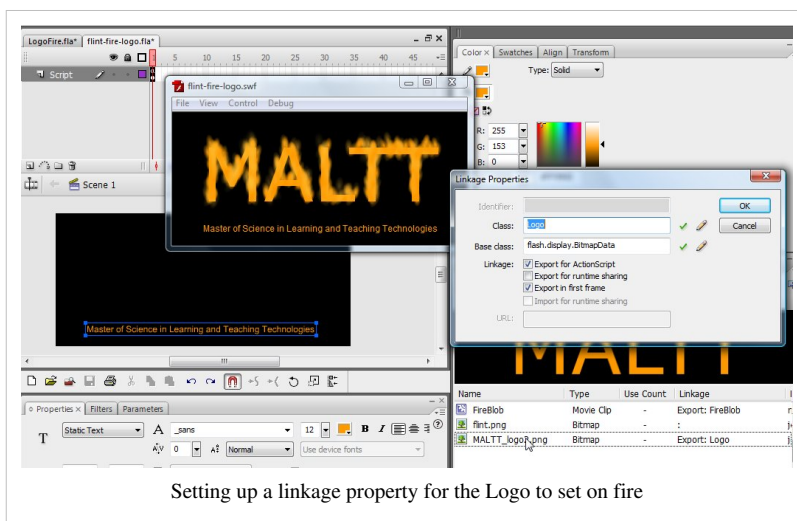 LogoFire.fla* flint-fire-logo.fla*
5 10 15 20 25 30 35 40 45
Script
flint-fire-logo.swf
File View Control Debug
MALTT
Master of Science in Learning and Teaching Technologies
Scene 1
Master of Science in Learning and Teaching Technologies
Color × Swatches Align Transform
Type: Solid
R: 255
G: 153
B: 0
Linkage Properties
Identifier:
Class: Logo
Base class: flash.display.BitmapData
Linkage: Export for ActionScript
Export for runtime sharing
Export in first frame
Import for runtime sharing
URL:
OK
Cancel
MALTT
Name Type Use Count Linkage
FireBlob Movie Clip - Export: FireBlob
flint.png Bitmap - :
MALTT_logo2.png Bitmap - Export: Logo
Properties × Filters Parameters
T Static Text A _sans 12 B I
A V 0 Normal Use device fonts
Setting up a linkage property for the Logo to set on fire